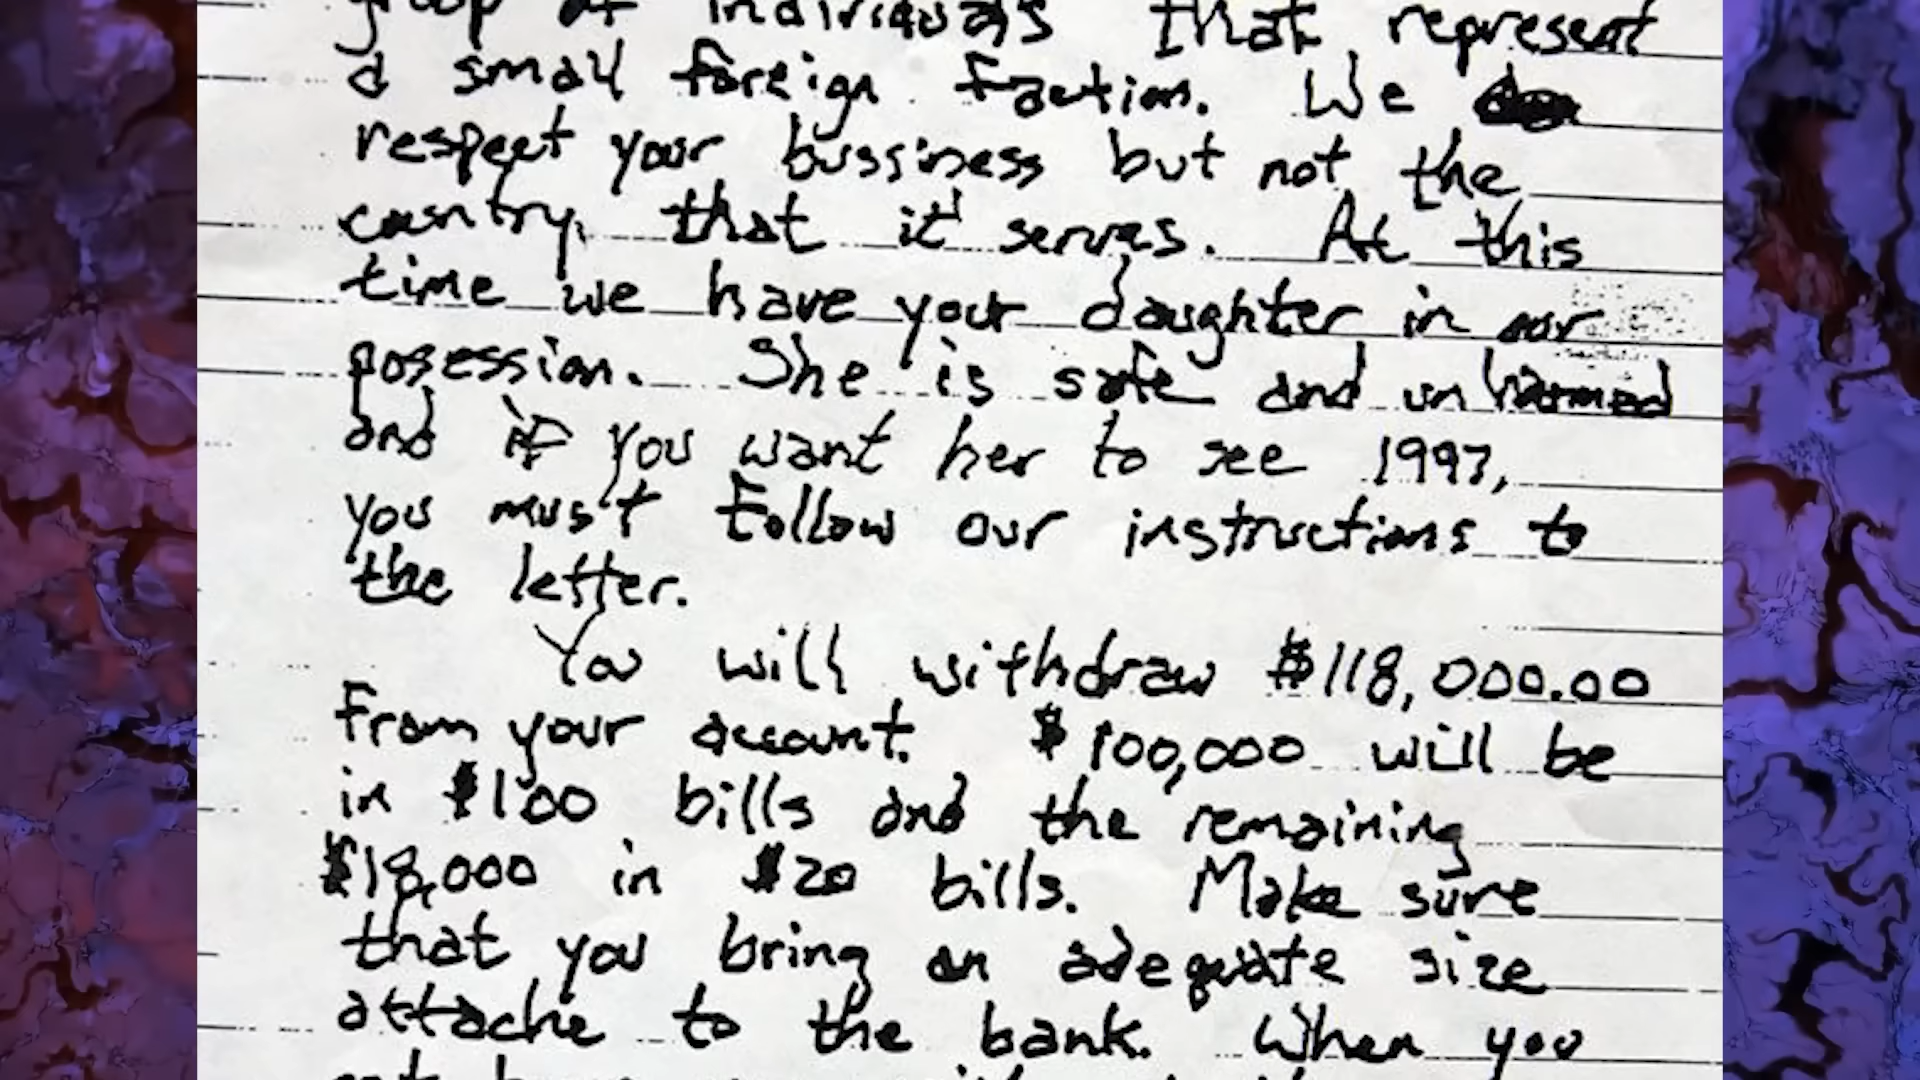 group of individuals that represent
a small foreign faction. We
respect your bussiness but not the
country that it serves. At this
time we have your daughter in our
posession. She is safe and unharmed
and if you want her to see 1997,
you must follow our instructions to
the letter.
You will withdraw $118,000.00
from your account. $100,000 will be
in $100 bills and the remaining
$18,000 in $20 bills. Make sure
that you bring an adequate size
attache to the bank. When you